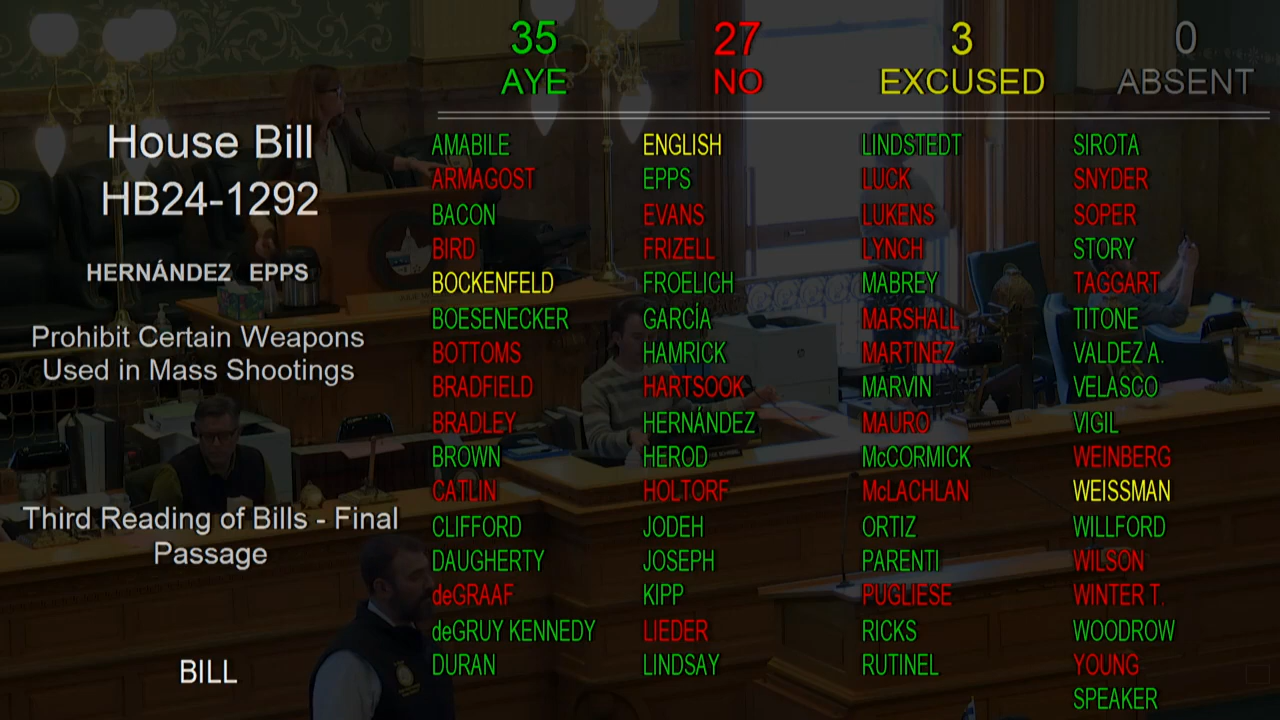 35 27 3 0
AYE NO EXCUSED ABSENT
House Bill
HB24-1292
HERNÁNDEZ EPPS
Prohibit Certain Weapons
Used in Mass Shootings
Third Reading of Bills - Final
Passage
BILL
AMABILE
ARMAGOST
BACON
BIRD
BOCKENFELD
BOESENECKER
BOTTOMS
BRADFIELD
BRADLEY
BROWN
CATLIN
CLIFFORD
DAUGHERTY
deGRAAF
deGRUY KENNEDY
DURAN
ENGLISH
EPPS
EVANS
FRIZELL
FROELICH
GARCÍA
HAMRICK
HARTSOOK
HERNÁNDEZ
HEROD
HOLTORF
JODEH
JOSEPH
KIPP
LIEDER
LINDSAY
LINDSTEDT
LUCK
LUKENS
LYNCH
MABREY
MARSHALL
MARTINEZ
MARVIN
MAURO
McCORMICK
McLACHLAN
ORTIZ
PARENTI
PUGLIESE
RICKS
RUTINEL
SIROTA
SNYDER
SOPER
STORY
TAGGART
TITONE
VALDEZ A.
VELASCO
VIGIL
WEINBERG
WEISSMAN
WILLFORD
WILSON
WINTER T.
WOODROW
YOUNG
SPEAKER